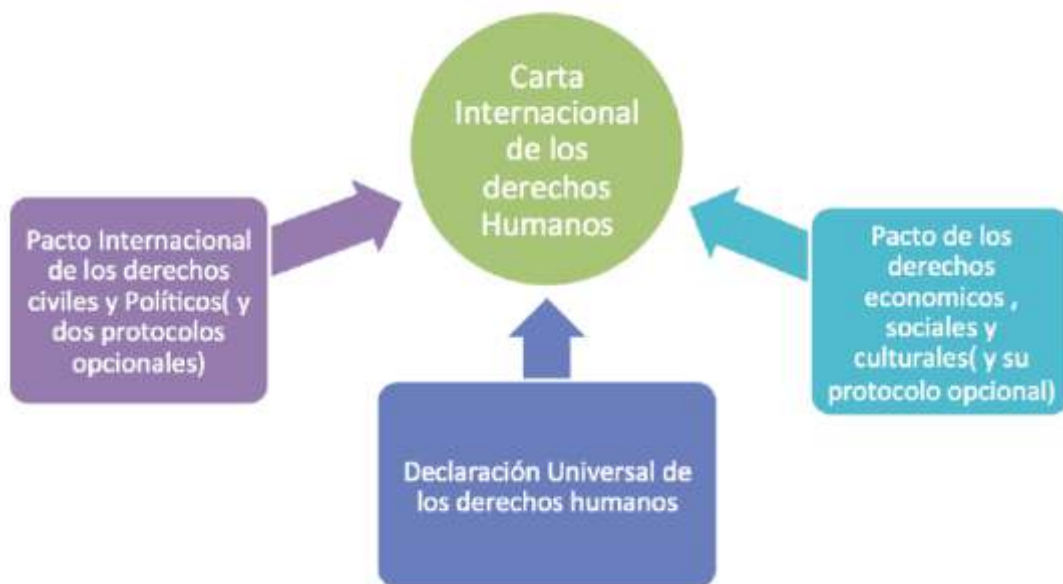 Carta
Internacional
de los
derechos
Humanos
Pacto Internacional
de los derechos
civiles y Políticos( y
dos protocolos
opcionales)
Pacto de los
derechos
economicos ,
sociales y
culturales( y su
protocolo opcional)
Declaración Universal de
los derechos humanos